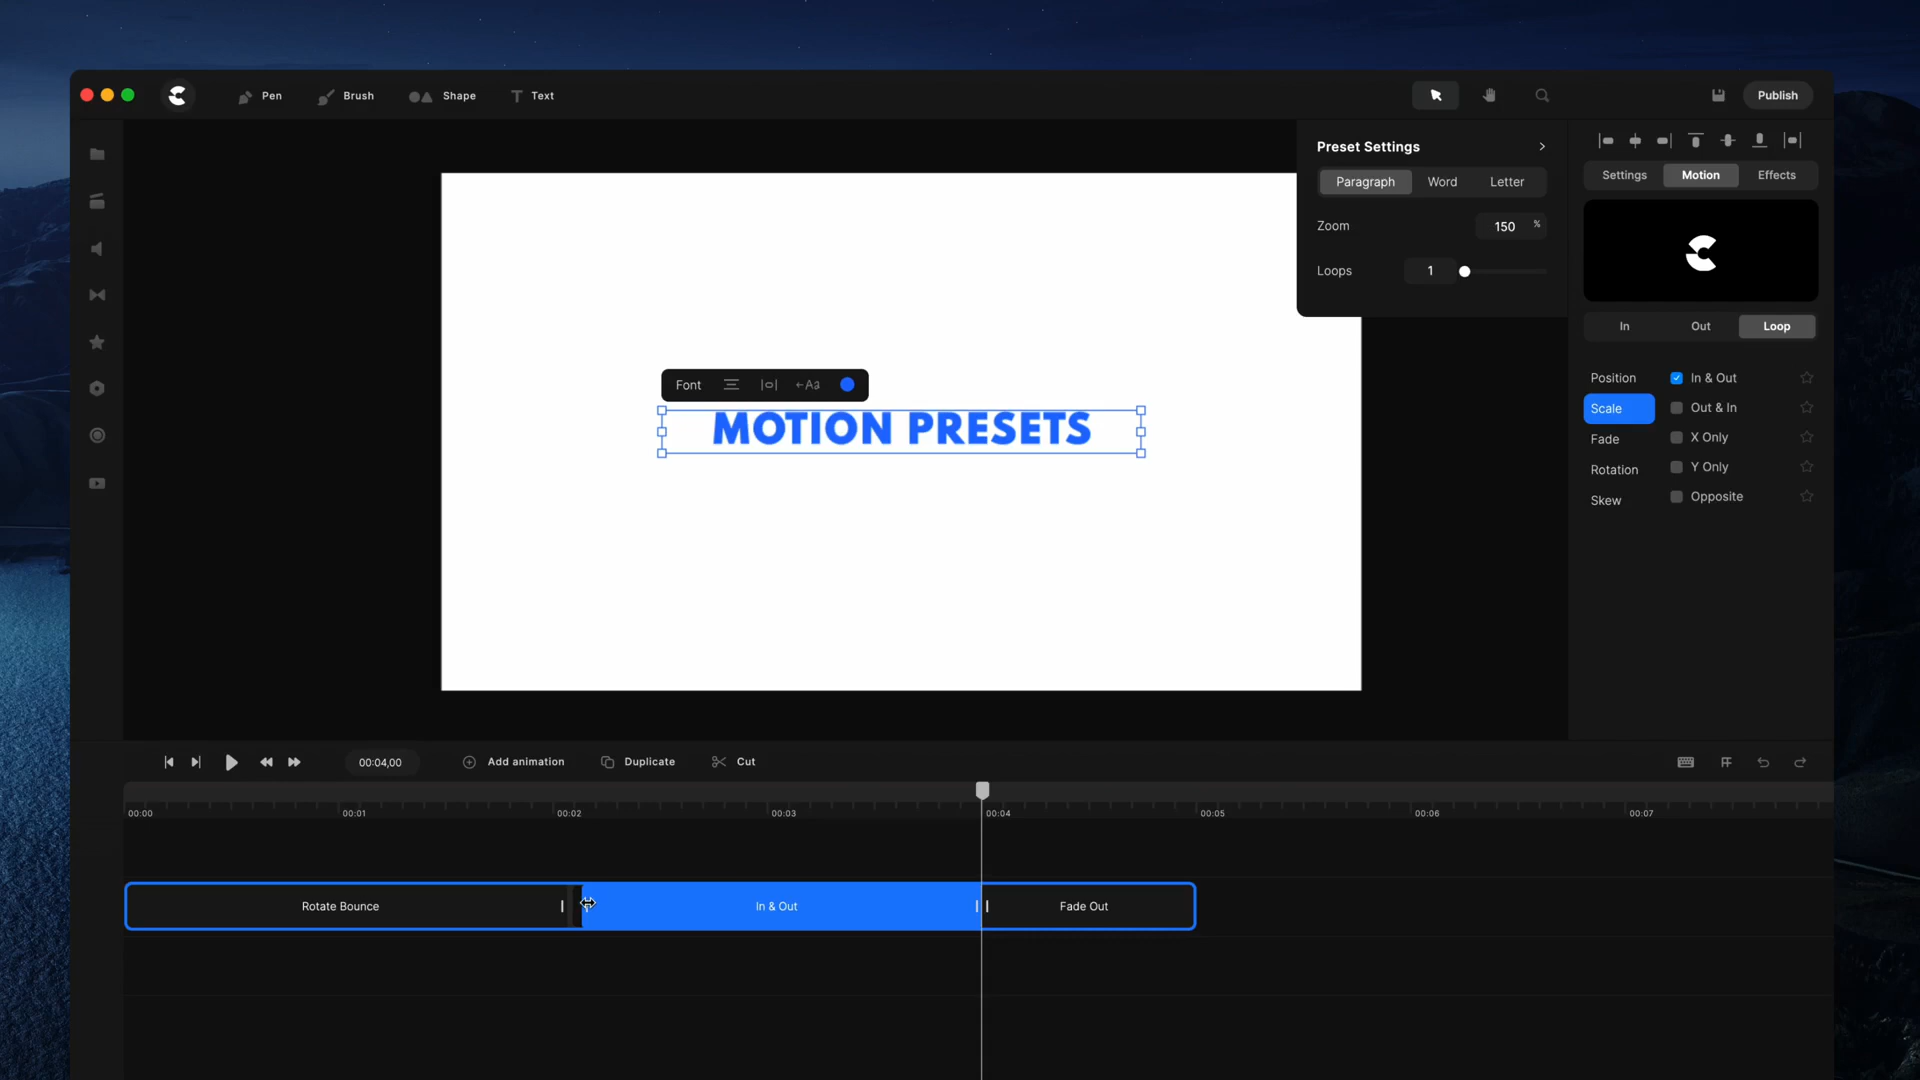 Pen Brush Shape Text Publish
Preset Settings
Paragraph Word Letter
Zoom 150 %
Loops 1
Settings Motion Effects
In Out Loop
Position In & Out
Scale Out & In
Fade X Only
Rotation Y Only
Skew Opposite
Font ←Aa
MOTION PRESETS
00:04,00 Add animation Duplicate Cut
00:00 00:01 00:02 00:03 00:04 00:05 00:06 00:07
Rotate Bounce In & Out Fade Out